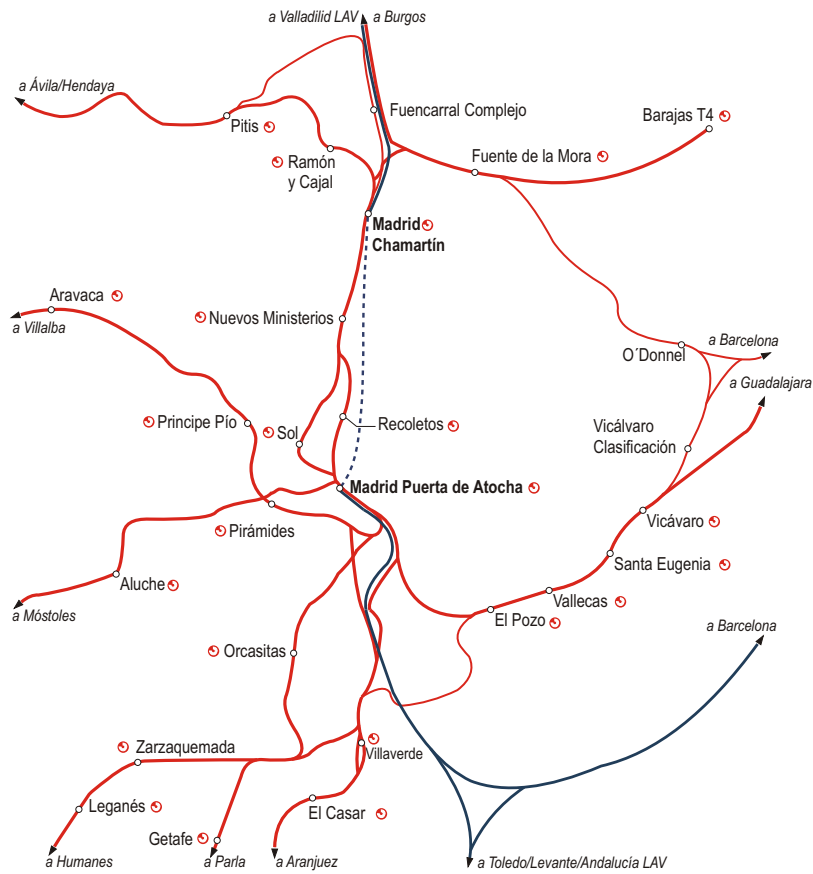 a Valladilid LAV
a Burgos
a Ávila/Hendaya
Fuencarral Complejo
Barajas T4
Pitis
Ramón
y Cajal
Fuente de la Mora
Madrid
Chamartín
Aravaca
a Villalba
Nuevos Ministerios
O´Donnel
a Barcelona
a Guadalajara
Principe Pío
Sol
Recoletos
Vicálvaro
Clasificación
Madrid Puerta de Atocha
Pirámides
Vicávaro
Santa Eugenia
Aluche
a Móstoles
Vallecas
El Pozo
a Barcelona
Orcasitas
Zarzaquemada
Villaverde
Leganés
El Casar
Getafe
a Humanes
a Parla
a Aranjuez
a Toledo/Levante/Andalucía LAV